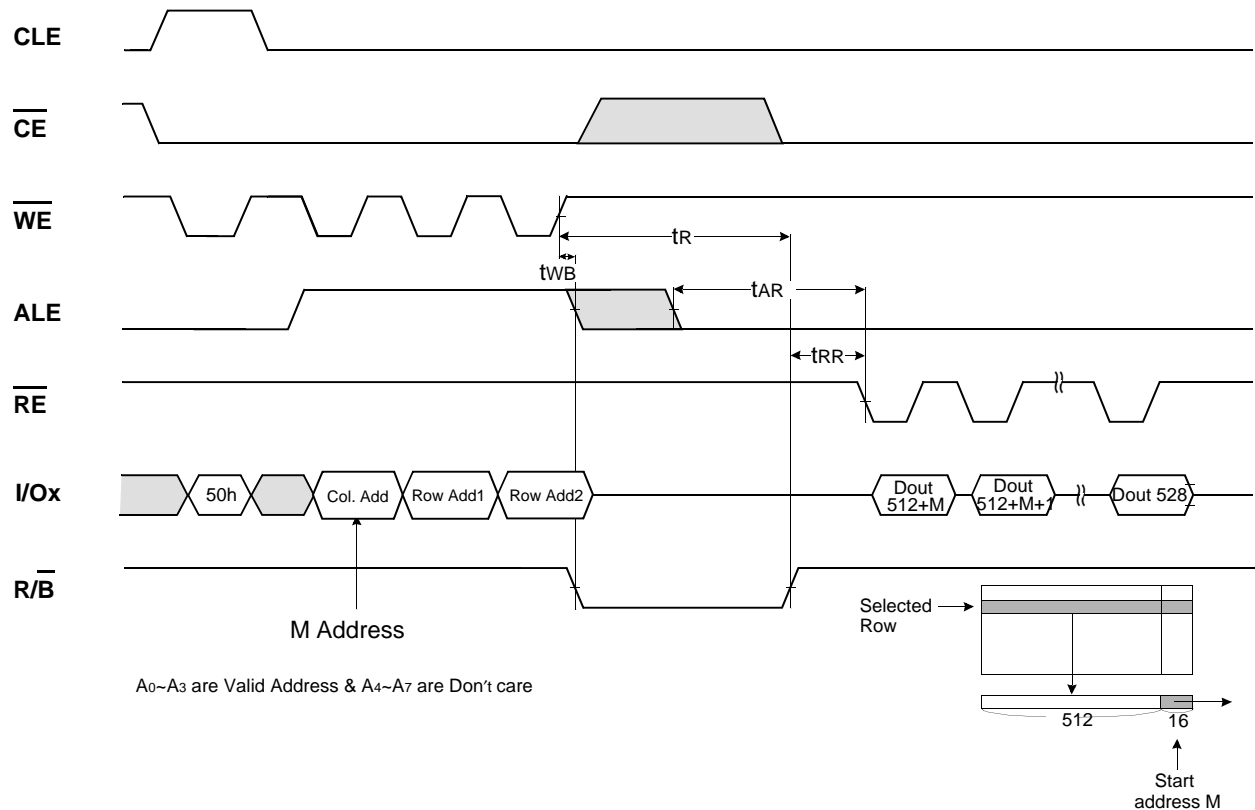 CLE
CE
WE
tR
tWB
ALE
tAR
tRR
RE
I/Ox
50h
Col. Add
Row Add1
Row Add2
Dout
512+M
Dout
512+M+1
Dout 528
R/B
M Address
Selected
Row
A0~A3 are Valid Address & A4~A7 are Don't care
512
16
Start
address M